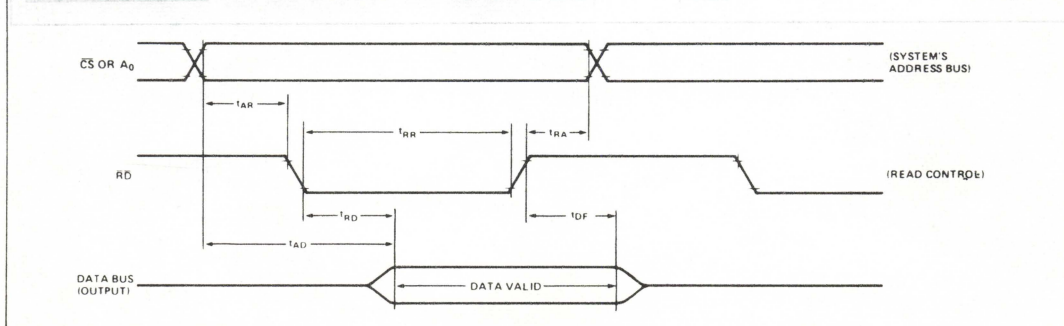 CS OR A0
(SYSTEM'S
ADDRESS BUS)
tAR
tRR
tRA
RD
(READ CONTROL)
tRD
tDF
tAD
DATA BUS
(OUTPUT)
DATA VALID